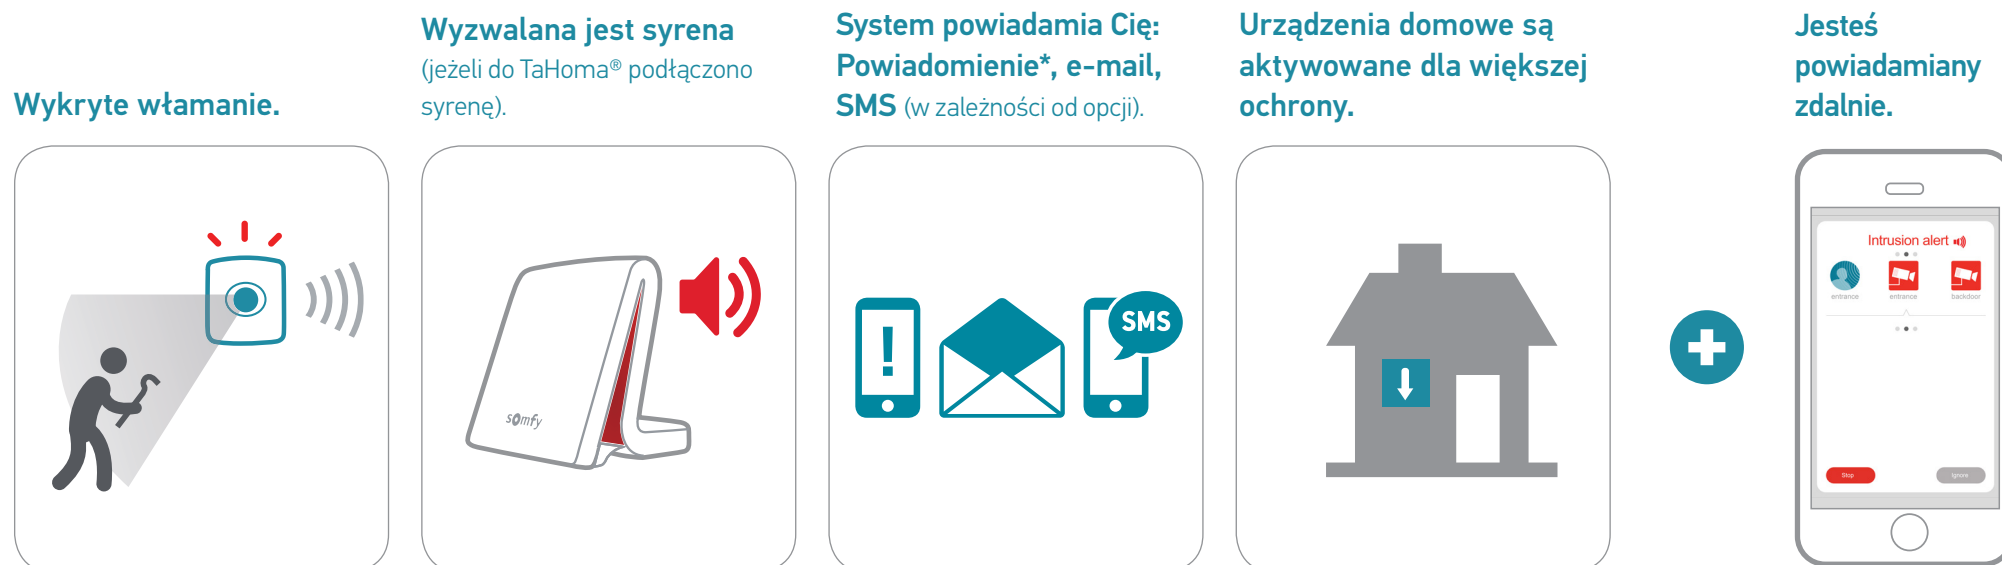 Wykryte włamanie.
Wyzwalana jest syrena
(jeżeli do TaHoma® podłączono
syrenę).
System powiadamia Cię:
Powiadomienie*, e-mail,
SMS (w zależności od opcji).
Urządzenia domowe są
aktywowane dla większej
ochrony.
Jesteś
powiadamiany
zdalnie.
somfy
!
SMS
Intrusion alert
entrance
entrance
backdoor
Stop
Ignore